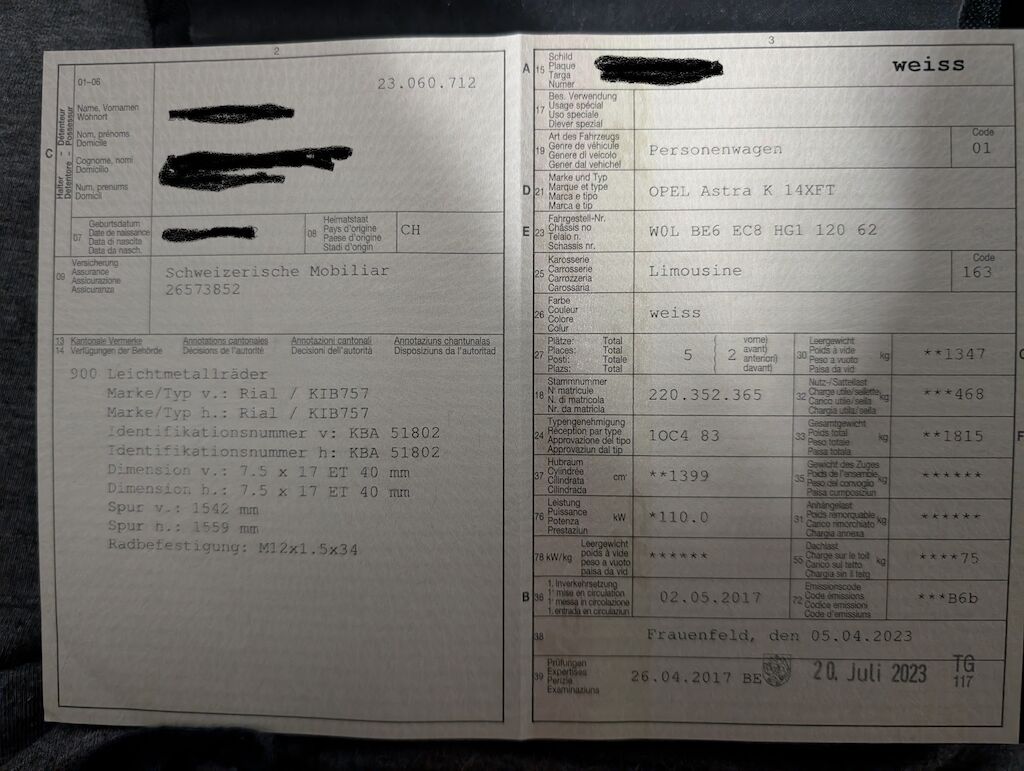 2
01-06
23.060.712
Halter - Détenteur
Detentore - Possessur
C
Name, Vornamen
Wohnort
Nom, prénoms
Domicile
Cognome, nomi
Domicilio
Num, prenums
Domicil
07
Geburtsdatum
Date de naissance
Data di nascita
Data da nasch.
08
Heimatstaat
Pays d'origine
Paese d'origine
Stadi d'origin
CH
09
Versicherung
Assurance
Assicurazione
Assicuranza
Schweizerische Mobiliar
26573852
13 Kantonale Vermerke Annotations cantonales Annotazioni cantonali Annotaziuns chantunalas
14 Verfügungen der Behörde Décisions de l'autorité Decisioni dell'autorità Disposiziuns da l'autoritad
900 Leichtmetallräder
Marke/Typ v.: Rial / KIB757
Marke/Typ h.: Rial / KIB757
Identifikationsnummer v: KBA 51802
Identifikationsnummer h: KBA 51802
Dimension v.: 7.5 x 17 ET 40 mm
Dimension h.: 7.5 x 17 ET 40 mm
Spur v.: 1542 mm
Spur h.: 1559 mm
Radbefestigung: M12x1.5x34
3
A 15
Schild
Plaque
Targa
Numer
weiss
17
Bes. Verwendung
Usage spécial
Uso speciale
Diever spezial
19
Art des Fahrzeugs
Genre de véhicule
Genere di veicolo
Gener dal vehichel
Personenwagen
Code
01
D 21
Marke und Typ
Marque et type
Marca e tipo
Marca e tip
OPEL Astra K 14XFT
E 23
Fahrgestell-Nr.
Châssis no
Telaio n.
Schassis nr.
W0L BE6 EC8 HG1 120 62
25
Karosserie
Carrosserie
Carrozzeria
Carossaria
Limousine
Code
163
26
Farbe
Couleur
Colore
Colur
weiss
27
Plätze: Total
Places: Total
Posti: Totale
Plazs: Total
5
2
vorne)
avant)
anteriori)
davant)
30
Leergewicht
Poids à vide
Peso a vuoto
Paisa da vid
kg
**1347
18
Stammnummer
N. matricule
N. di matricola
Nr. da matricla
220.352.365
32
Nutz-/Sattellast
Charge utile/sellette
Carico utile/sella
Chargia utila/sella
kg
***468
24
Typengenehmigung
Réception par type
Approvazione del tipo
Approvaziun dal tip
1OC4 83
33
Gesamtgewicht
Poids total
Peso totale
Paisa totala
kg
**1815
F
37
Hubraum
Cylindrée
Cilindrata
Cilindrada
cm³
**1399
35
Gewicht des Zuges
Poids de l'ensemble
Peso del convoglio
Paisa cumposiziun
kg
******
76
Leistung
Puissance
Potenza
Prestaziun
kW
*110.0
31
Anhängelast
Poids remorquable
Carico rimorchiato
Chargia annexa
kg
******
78 kW/kg
Leergewicht
poids à vide
peso a vuoto
paisa da vid
******
55
Dachlast
Charge sur le toit
Carico sul tetto
Chargia sin il tetg
kg
****75
B 36
1. Inverkehrsetzung
1ʳᵉ mise en circulation
1ᵃ messa in circolazione
1. entrada en circulaziun
02.05.2017
72
Emissionscode
Code émissions
Codice emissioni
Code d'emissiuns
***B6b
38
Frauenfeld, den 05.04.2023
39
Prüfungen
Expertises
Perizie
Examinaziuns
26.04.2017 BE
20. Juli 2023
TG
117